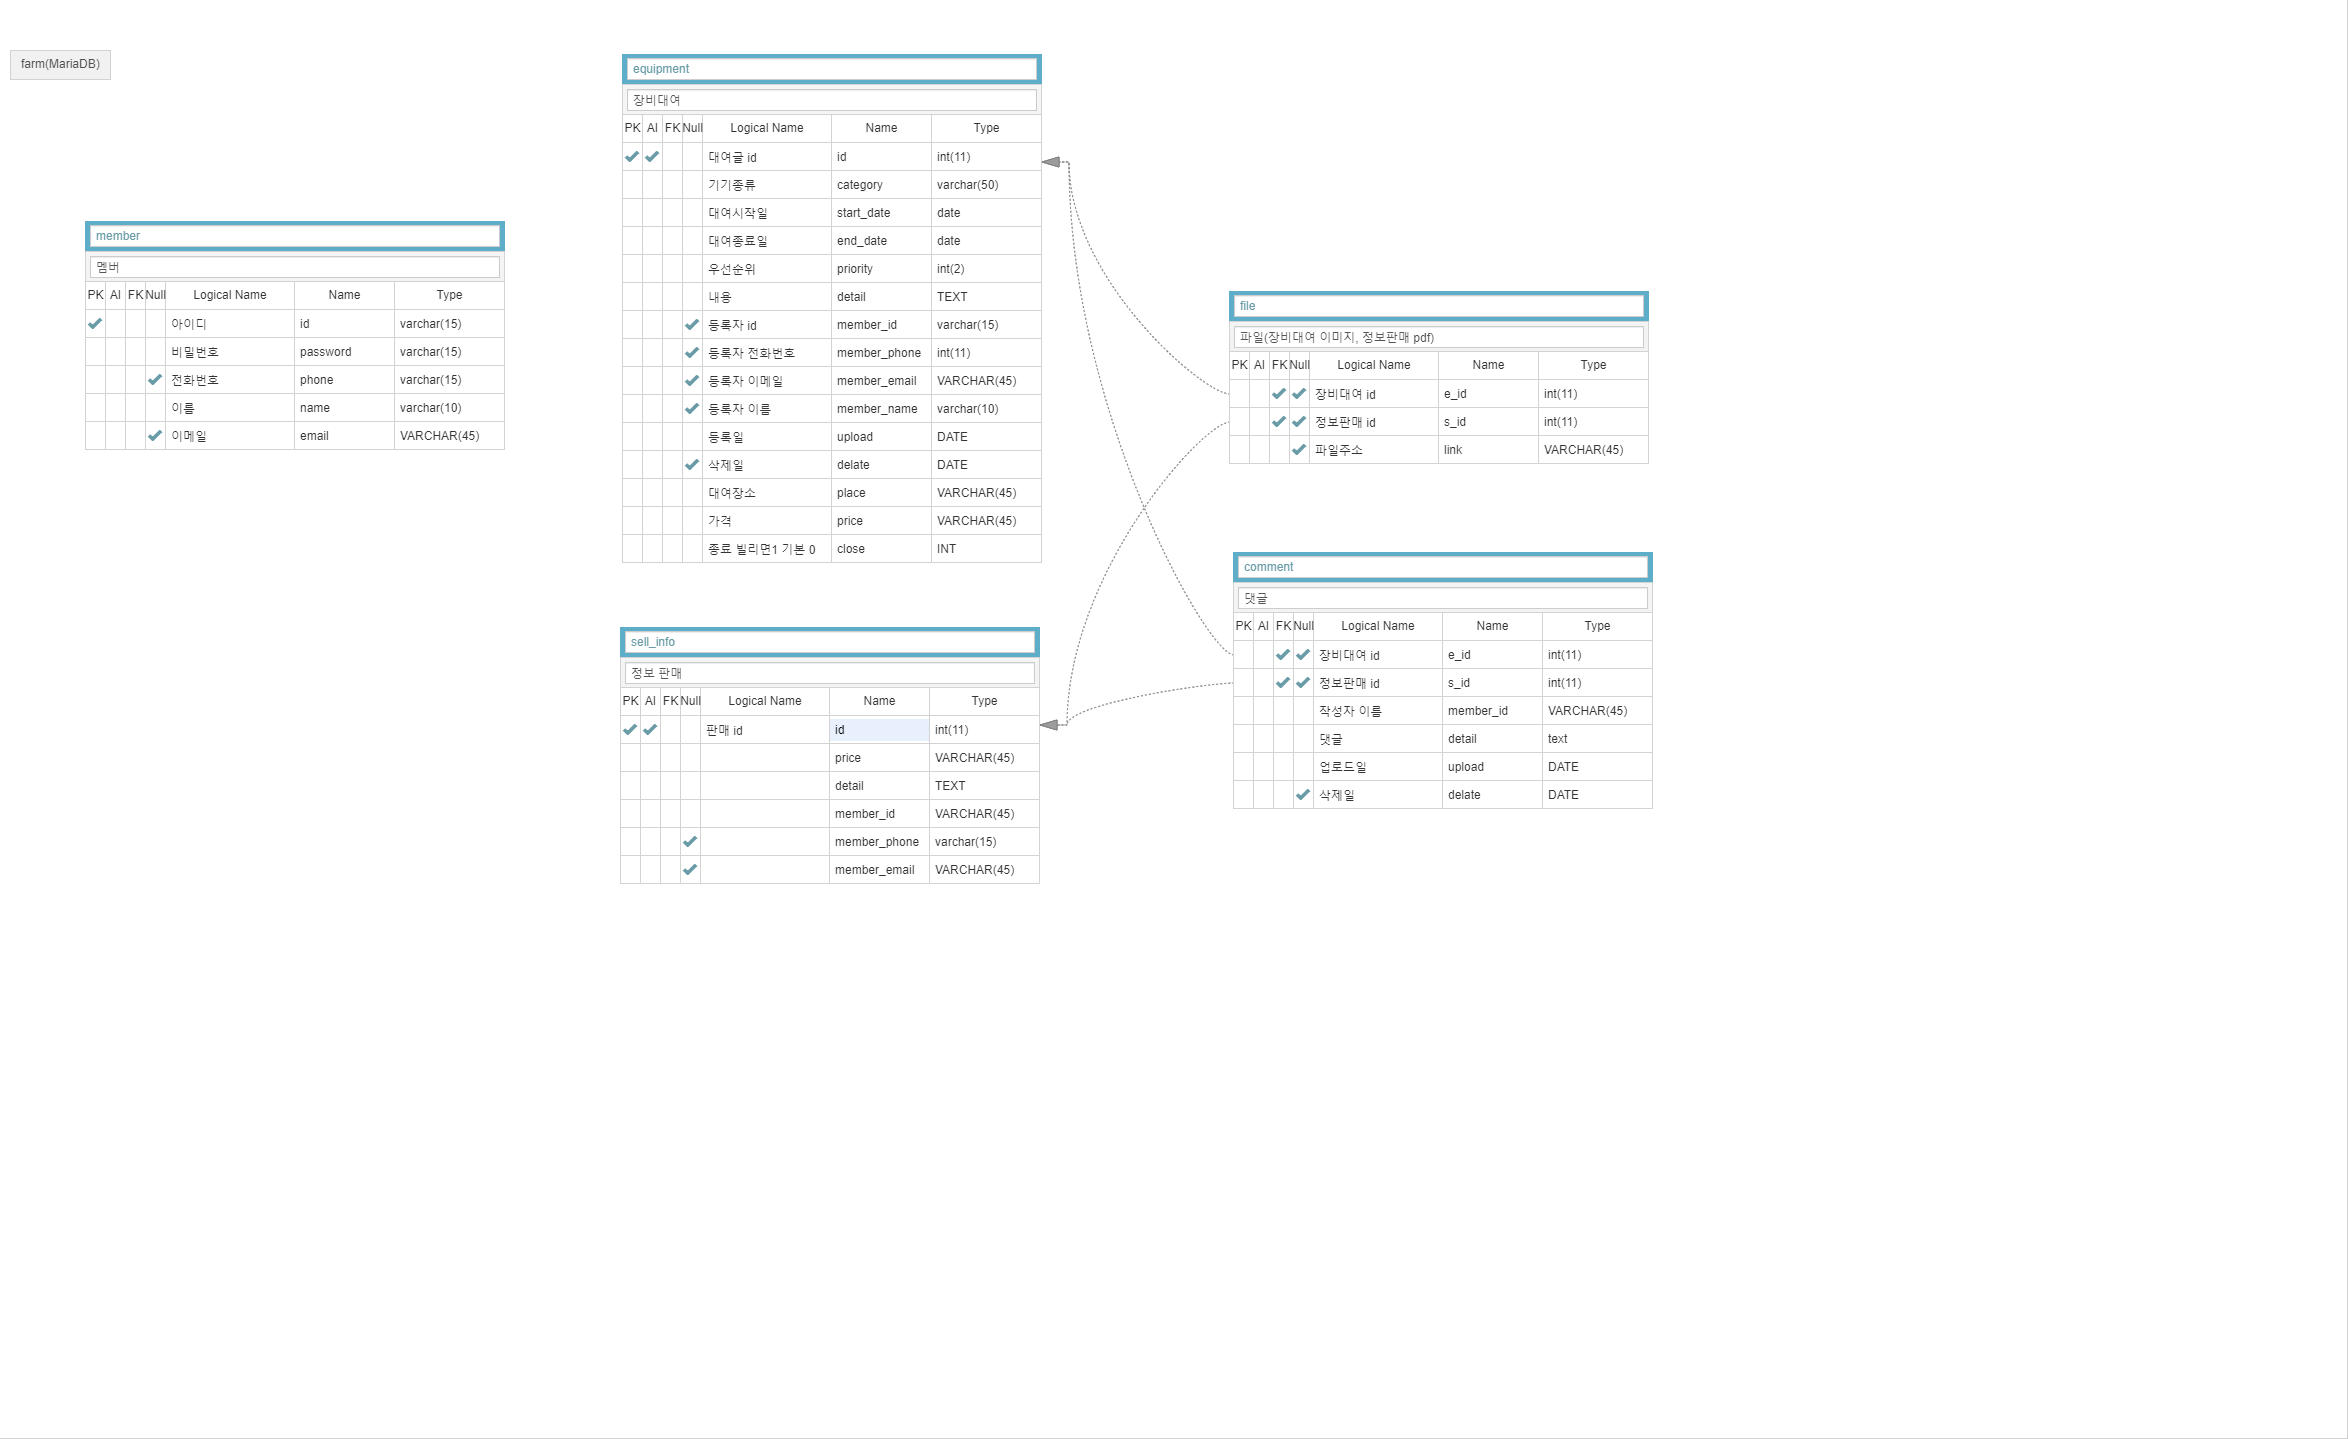 farm(MariaDB)
member
멤버
PK AI FK Null Logical Name Name Type
아이디 id varchar(15)
비밀번호 password varchar(15)
전화번호 phone varchar(15)
이름 name varchar(10)
이메일 email VARCHAR(45)
equipment
장비대여
PK AI FK Null Logical Name Name Type
대여글 id id int(11)
기기종류 category varchar(50)
대여시작일 start_date date
대여종료일 end_date date
우선순위 priority int(2)
내용 detail TEXT
등록자 id member_id varchar(15)
등록자 전화번호 member_phone int(11)
등록자 이메일 member_email VARCHAR(45)
등록자 이름 member_name varchar(10)
등록일 upload DATE
삭제일 delate DATE
대여장소 place VARCHAR(45)
가격 price VARCHAR(45)
종료 빌리면1 기본 0 close INT
sell_info
정보 판매
PK AI FK Null Logical Name Name Type
판매 id id int(11)
price VARCHAR(45)
detail TEXT
member_id VARCHAR(45)
member_phone varchar(15)
member_email VARCHAR(45)
file
파일(장비대여 이미지, 정보판매 pdf)
PK AI FK Null Logical Name Name Type
장비대여 id e_id int(11)
정보판매 id s_id int(11)
파일주소 link VARCHAR(45)
comment
댓글
PK AI FK Null Logical Name Name Type
장비대여 id e_id int(11)
정보판매 id s_id int(11)
작성자 이름 member_id VARCHAR(45)
댓글 detail text
업로드일 upload DATE
삭제일 delate DATE